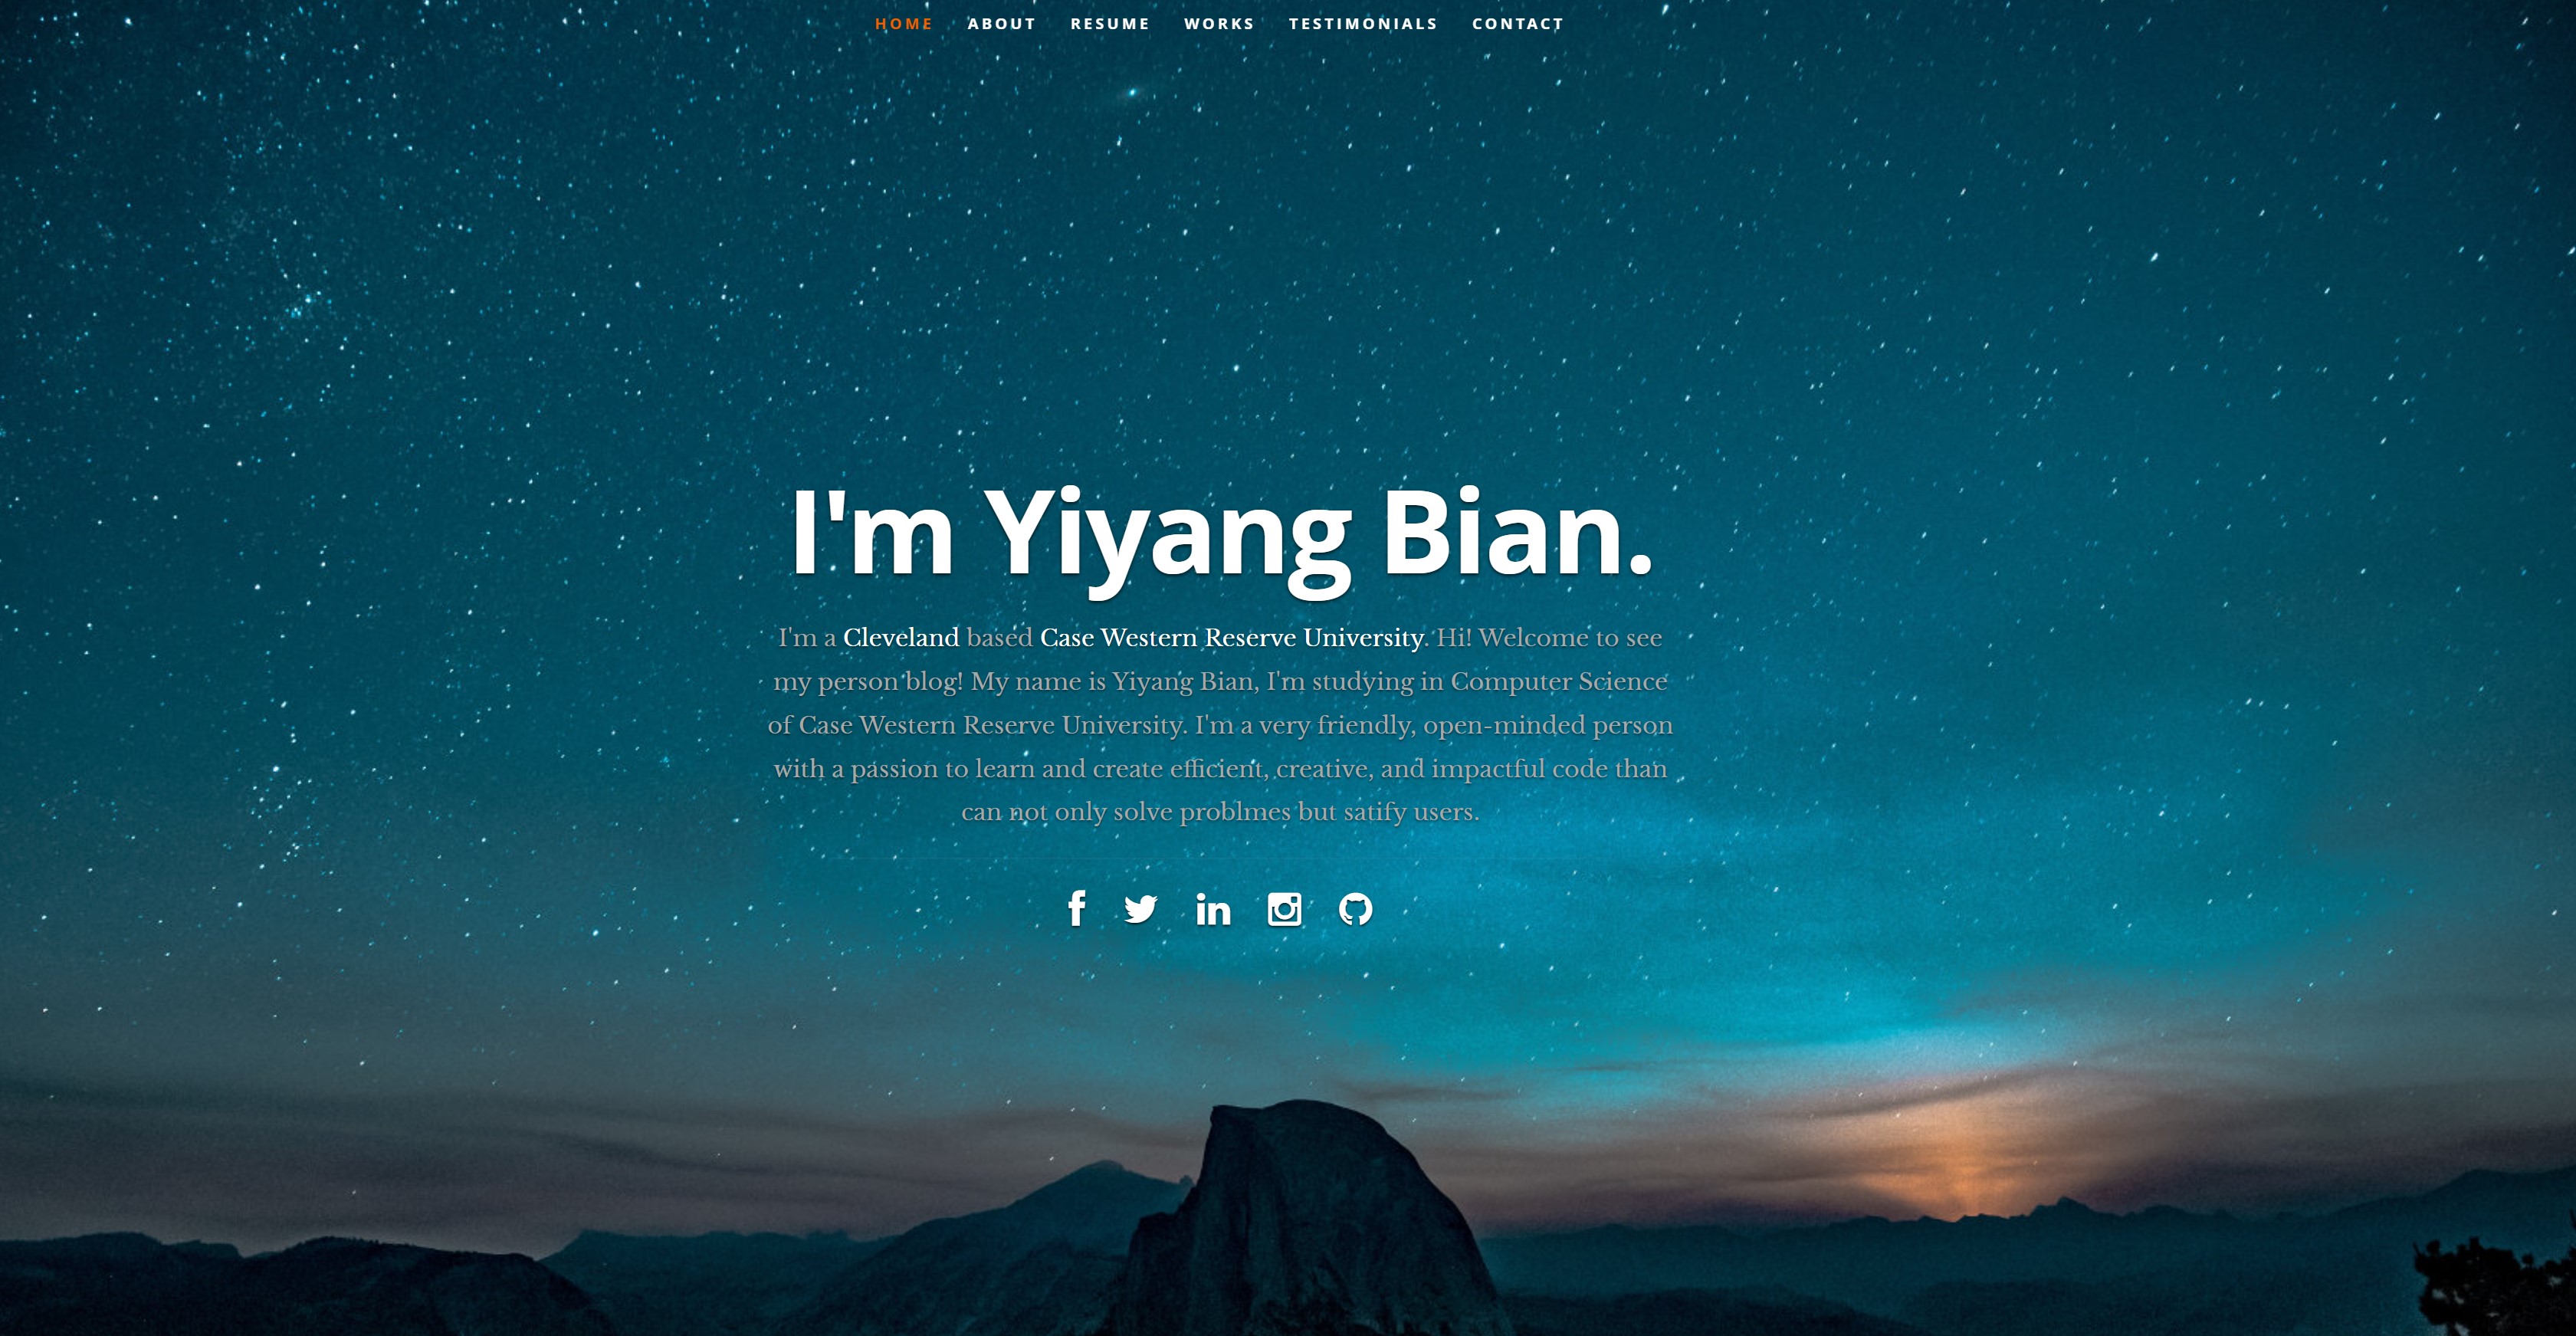 HOME ABOUT RESUME WORKS TESTIMONIALS CONTACT
I'm Yiyang Bian.
I'm a Cleveland based Case Western Reserve University. Hi! Welcome to see
my person blog! My name is Yiyang Bian, I'm studying in Computer Science
of Case Western Reserve University. I'm a very friendly, open-minded person
with a passion to learn and create efficient, creative, and impactful code than
can not only solve problmes but satify users.